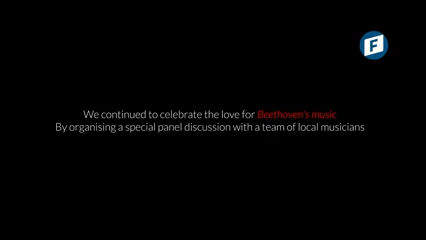 F
We continued to celebrate the love for Beethoven's music
By organising a special panel discussion with a team of local musicians